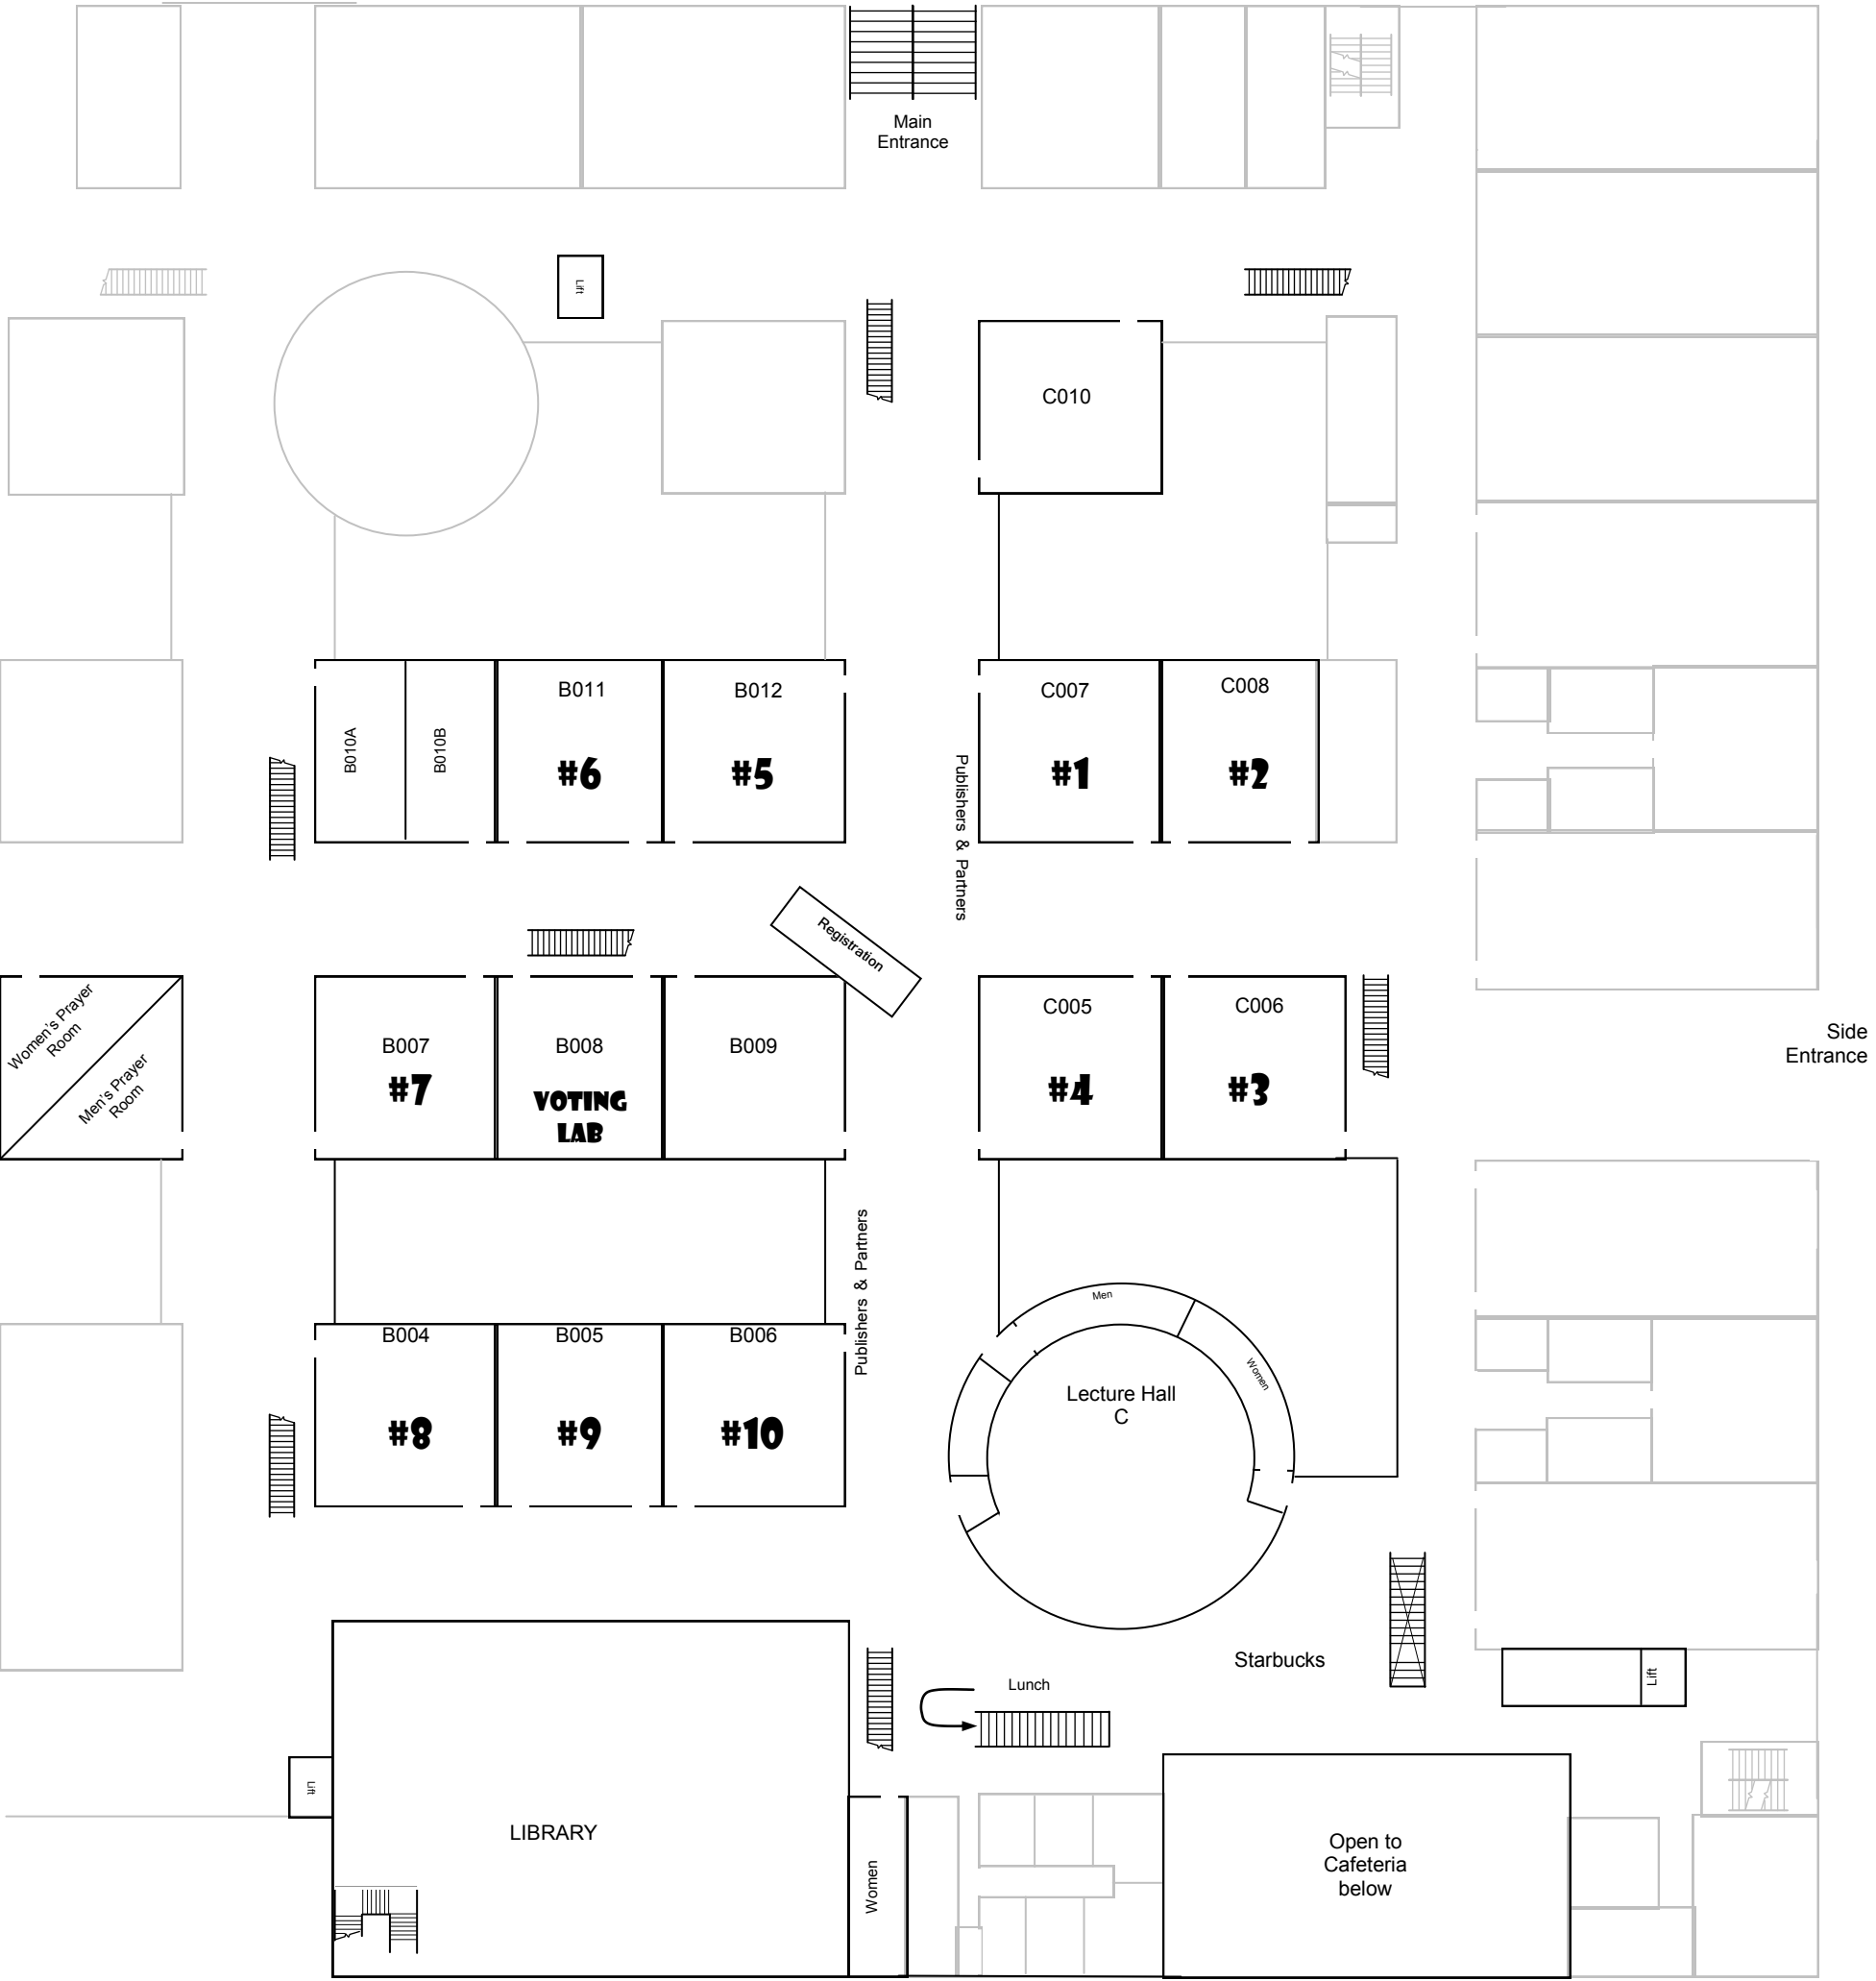 Main
Entrance
Lift
C010
B010A
B010B
B011
#6
B012
#5
C007
#1
C008
#2
Publishers & Partners
Registration
Women's Prayer
Room
Men's Prayer
Room
B007
#7
B008
VOTING
LAB
B009
C005
#4
C006
#3
Side
Entrance
Publishers & Partners
B004
#8
B005
#9
B006
#10
Men
Women
Lecture Hall
C
Starbucks
Lunch
Lift
Lift
LIBRARY
Women
Open to
Cafeteria
below